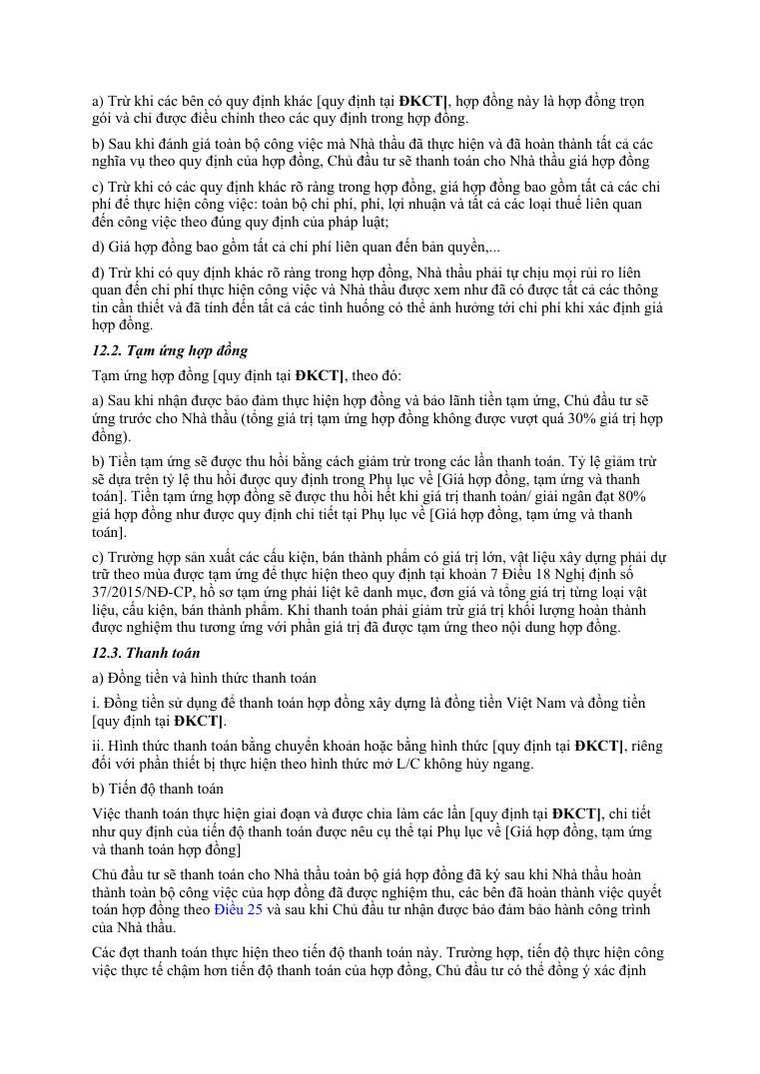 a) Trừ khi các bên có quy định khác [quy định tại ĐKCT], hợp đồng này là hợp đồng trọn
gói và chỉ được điều chỉnh theo các quy định trong hợp đồng.
b) Sau khi đánh giá toàn bộ công việc mà Nhà thầu đã thực hiện và đã hoàn thành tất cả các
nghĩa vụ theo quy định của hợp đồng, Chủ đầu tư sẽ thanh toán cho Nhà thầu giá hợp đồng
c) Trừ khi có các quy định khác rõ ràng trong hợp đồng, giá hợp đồng bao gồm tất cả các chi
phí để thực hiện công việc: toàn bộ chi phí, phí, lợi nhuận và tất cả các loại thuế liên quan
đến công việc theo đúng quy định của pháp luật;
d) Giá hợp đồng bao gồm tất cả chi phí liên quan đến bản quyền,...
đ) Trừ khi có quy định khác rõ ràng trong hợp đồng, Nhà thầu phải tự chịu mọi rủi ro liên
quan đến chi phí thực hiện công việc và Nhà thầu được xem như đã có được tất cả các thông
tin cần thiết và đã tính đến tất cả các tình huống có thể ảnh hưởng tới chi phí khi xác định giá
hợp đồng.
12.2. Tạm ứng hợp đồng
Tạm ứng hợp đồng [quy định tại ĐKCT], theo đó:
a) Sau khi nhận được bảo đảm thực hiện hợp đồng và bảo lãnh tiền tạm ứng, Chủ đầu tư sẽ
ứng trước cho Nhà thầu (tổng giá trị tạm ứng hợp đồng không được vượt quá 30% giá trị hợp
đồng).
b) Tiền tạm ứng sẽ được thu hồi bằng cách giảm trừ trong các lần thanh toán. Tỷ lệ giảm trừ
sẽ dựa trên tỷ lệ thu hồi được quy định trong Phụ lục về [Giá hợp đồng, tạm ứng và thanh
toán]. Tiền tạm ứng hợp đồng sẽ được thu hồi hết khi giá trị thanh toán/ giải ngân đạt 80%
giá hợp đồng như được quy định chi tiết tại Phụ lục về [Giá hợp đồng, tạm ứng và thanh
toán].
c) Trường hợp sản xuất các cấu kiện, bán thành phẩm có giá trị lớn, vật liệu xây dựng phải dự
trữ theo mùa được tạm ứng để thực hiện theo quy định tại khoản 7 Điều 18 Nghị định số
37/2015/NĐ-CP, hồ sơ tạm ứng phải liệt kê danh mục, đơn giá và tổng giá trị từng loại vật
liệu, cấu kiện, bán thành phẩm. Khi thanh toán phải giảm trừ giá trị khối lượng hoàn thành
được nghiệm thu tương ứng với phần giá trị đã được tạm ứng theo nội dung hợp đồng.
12.3. Thanh toán
a) Đồng tiền và hình thức thanh toán
i. Đồng tiền sử dụng để thanh toán hợp đồng xây dựng là đồng tiền Việt Nam và đồng tiền
[quy định tại ĐKCT].
ii. Hình thức thanh toán bằng chuyển khoản hoặc bằng hình thức [quy định tại ĐKCT], riêng
đối với phần thiết bị thực hiện theo hình thức mở L/C không hủy ngang.
b) Tiến độ thanh toán
Việc thanh toán thực hiện giai đoạn và được chia làm các lần [quy định tại ĐKCT], chi tiết
như quy định của tiến độ thanh toán được nêu cụ thể tại Phụ lục về [Giá hợp đồng, tạm ứng
và thanh toán hợp đồng]
Chủ đầu tư sẽ thanh toán cho Nhà thầu toàn bộ giá hợp đồng đã ký sau khi Nhà thầu hoàn
thành toàn bộ công việc của hợp đồng đã được nghiệm thu, các bên đã hoàn thành việc quyết
toán hợp đồng theo Điều 25 và sau khi Chủ đầu tư nhận được bảo đảm bảo hành công trình
của Nhà thầu.
Các đợt thanh toán thực hiện theo tiến độ thanh toán này. Trường hợp, tiến độ thực hiện công
việc thực tế chậm hơn tiến độ thanh toán của hợp đồng, Chủ đầu tư có thể đồng ý xác định